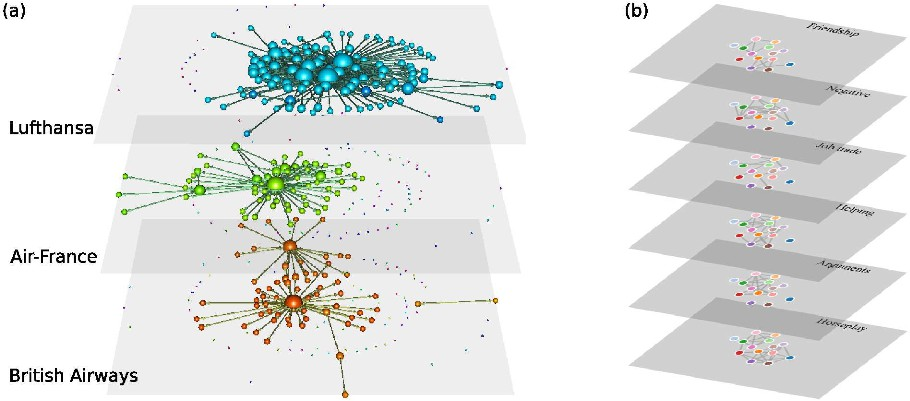 (a)
Lufthansa
Air-France
British Airways
(b)
Friendship
Negative
Job trade
Helping
Arguments
Horseplay